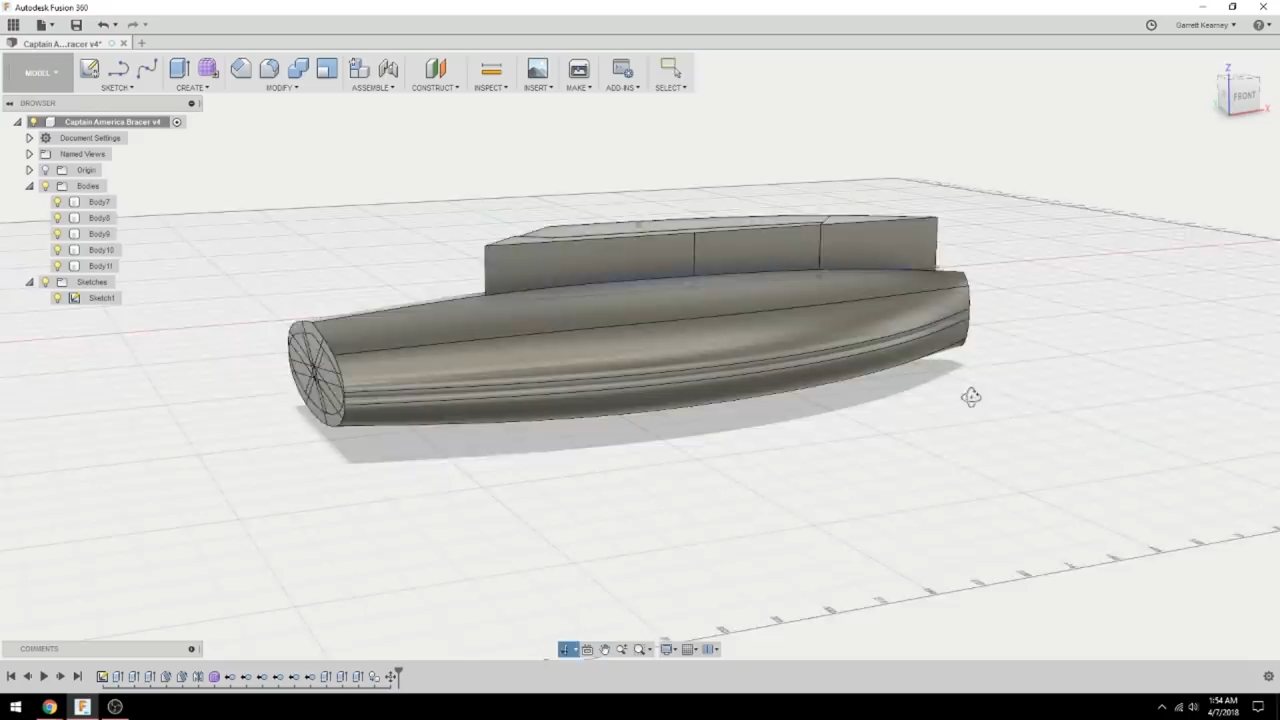 Autodesk Fusion 360
Garrett Kearney
Captain A...racer v4*
MODEL
SKETCH
CREATE
MODIFY
ASSEMBLE
CONSTRUCT
INSPECT
INSERT
MAKE
ADD-INS
SELECT
BROWSER
Captain America Bracer v4
Document Settings
Named Views
Origin
Bodies
Body7
Body8
Body9
Body10
Body11
Sketches
Sketch1
Z
FRONT
X
COMMENTS
1:54 AM
4/7/2018